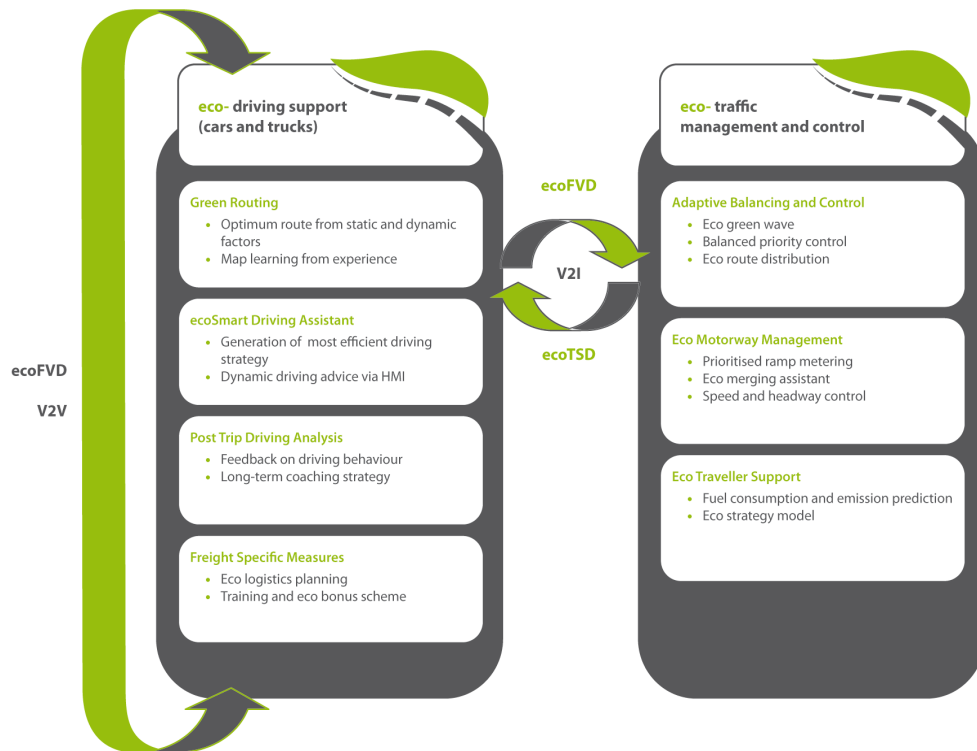 eco- driving support
(cars and trucks)
Green Routing
• Optimum route from static and dynamic
factors
• Map learning from experience
ecoSmart Driving Assistant
• Generation of most efficient driving
strategy
• Dynamic driving advice via HMI
Post Trip Driving Analysis
• Feedback on driving behaviour
• Long-term coaching strategy
Freight Specific Measures
• Eco logistics planning
• Training and eco bonus scheme
ecoFVD
V2V
ecoFVD
V2I
ecoTSD
eco- traffic
management and control
Adaptive Balancing and Control
• Eco green wave
• Balanced priority control
• Eco route distribution
Eco Motorway Management
• Prioritised ramp metering
• Eco merging assistant
• Speed and headway control
Eco Traveller Support
• Fuel consumption and emission prediction
• Eco strategy model